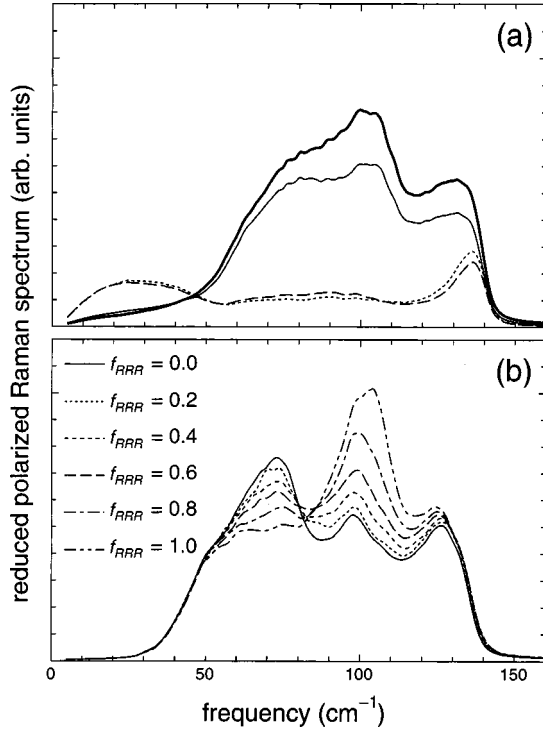 (a)
reduced polarized Raman spectrum (arb. units)
(b)
f_RRR = 0.0
f_RRR = 0.2
f_RRR = 0.4
f_RRR = 0.6
f_RRR = 0.8
f_RRR = 1.0
0 50 100 150
frequency (cm⁻¹)